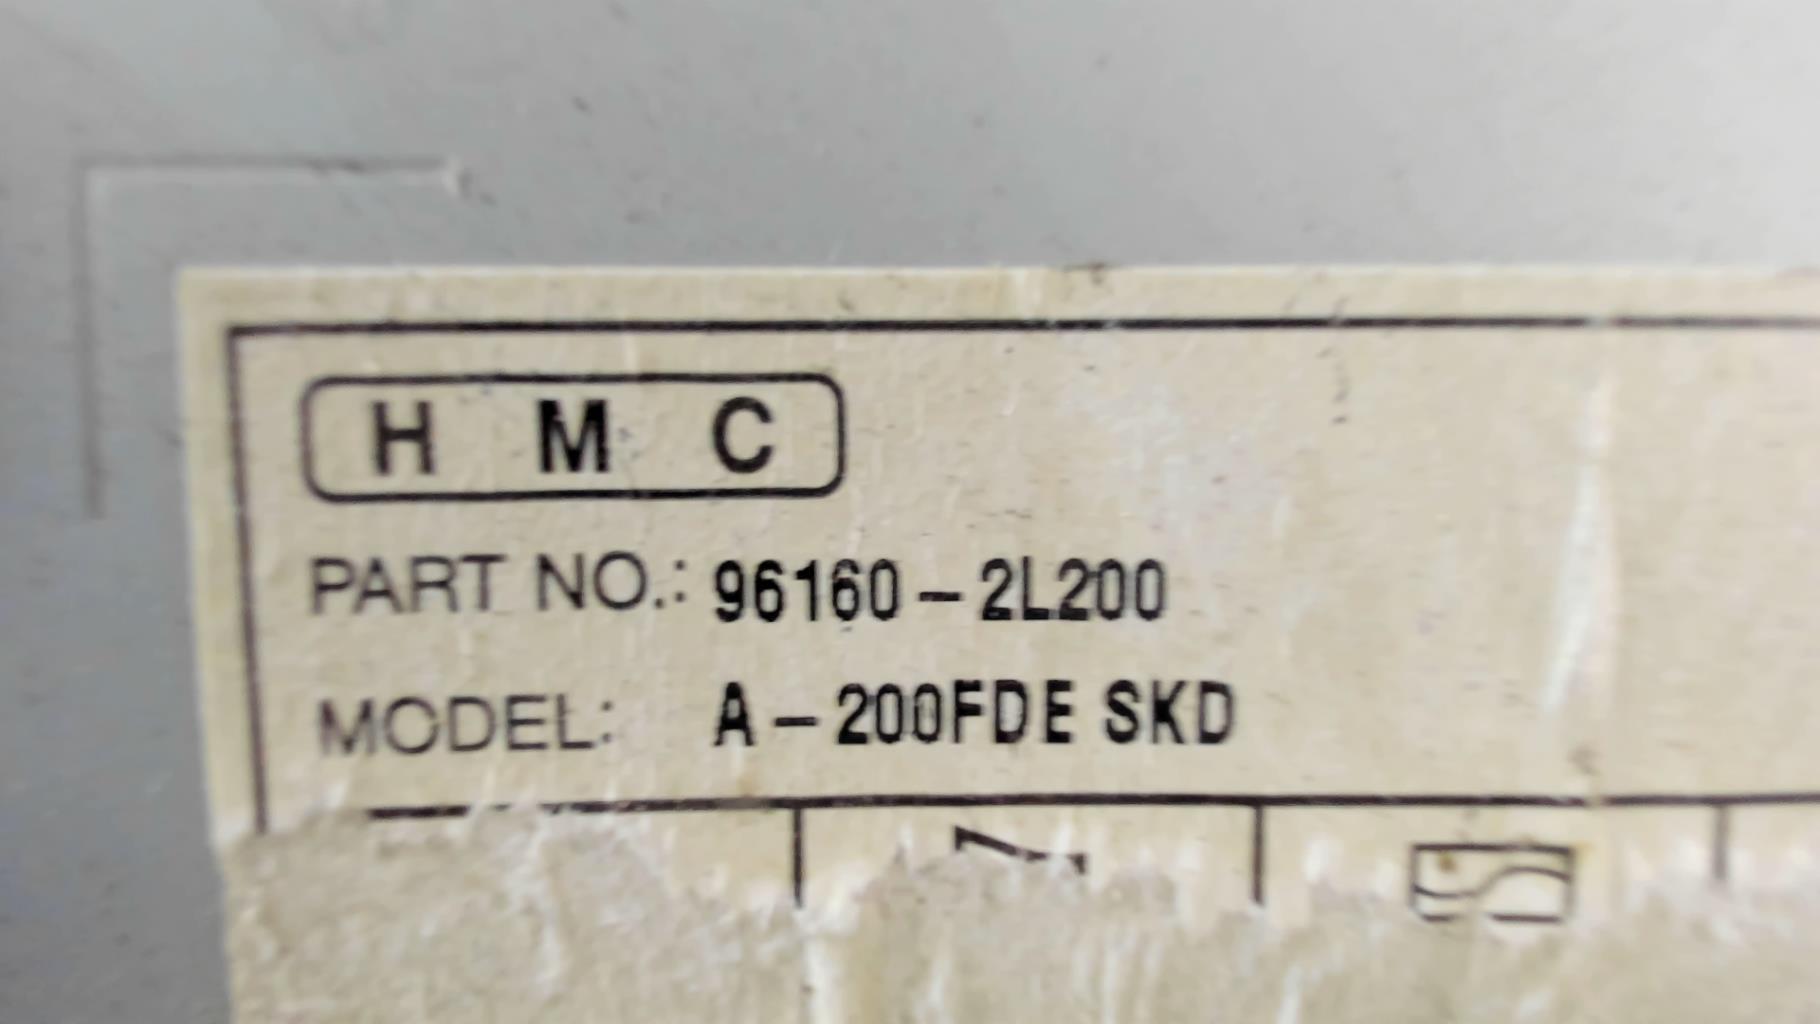 H M C
PART NO.: 96160-2L200
MODEL: A-200FDE SKD